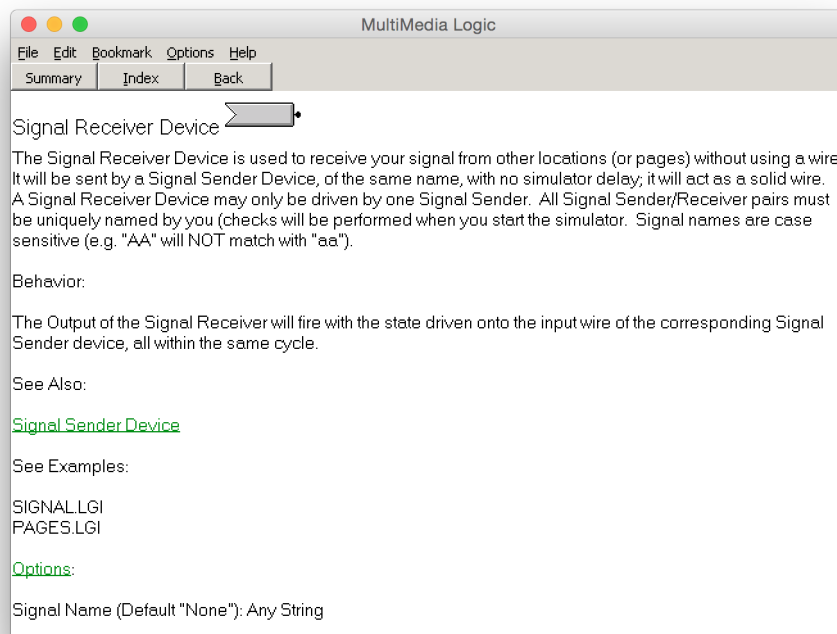 MultiMedia Logic
File Edit Bookmark Options Help
Summary Index Back
Signal Receiver Device
The Signal Receiver Device is used to receive your signal from other locations (or pages) without using a wire
It will be sent by a Signal Sender Device, of the same name, with no simulator delay; it will act as a solid wire.
A Signal Receiver Device may only be driven by one Signal Sender. All Signal Sender/Receiver pairs must
be uniquely named by you (checks will be performed when you start the simulator. Signal names are case
sensitive (e.g. "AA" will NOT match with "aa").
Behavior:
The Output of the Signal Receiver will fire with the state driven onto the input wire of the corresponding Signal
Sender device, all within the same cycle.
See Also:
Signal Sender Device
See Examples:
SIGNAL.LGI
PAGES.LGI
Options:
Signal Name (Default "None"): Any String